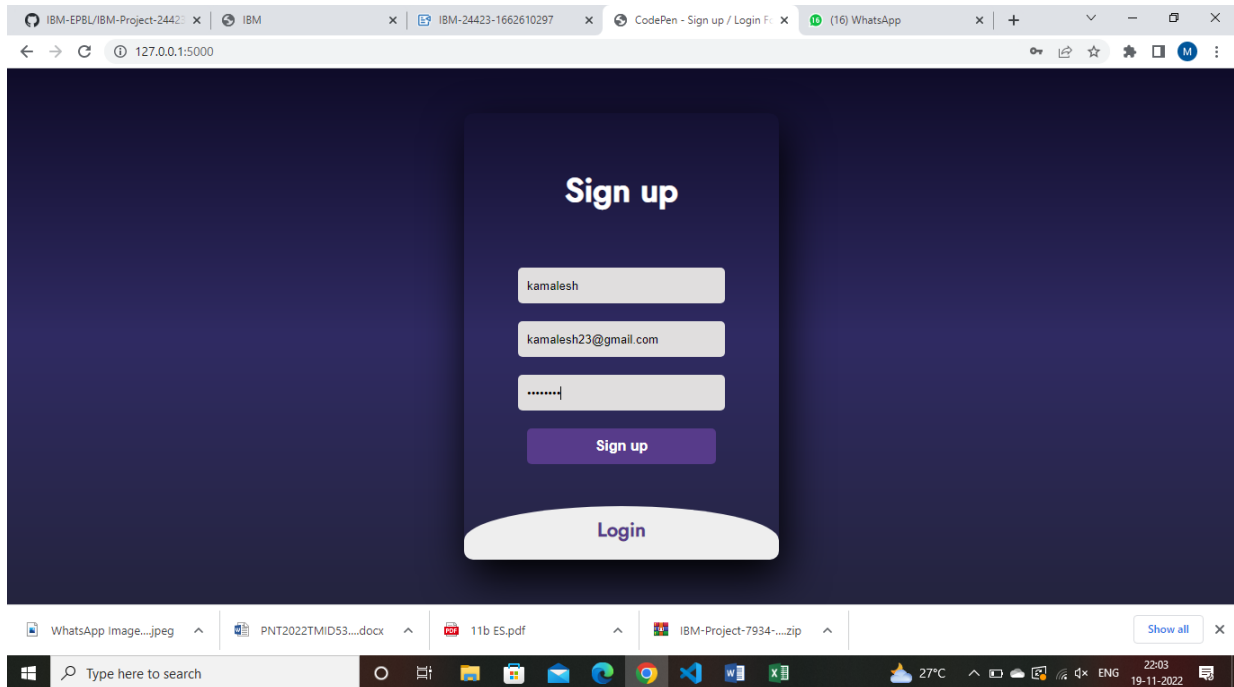 IBM-EPBL/IBM-Project-24423
IBM
IBM-24423-1662610297
CodePen - Sign up / Login Fo
(16) WhatsApp
127.0.0.1:5000
M
Sign up
kamalesh
kamalesh23@gmail.com
Sign up
Login
WhatsApp Image....jpeg
PNT2022TMID53....docx
11b ES.pdf
IBM-Project-7934-....zip
Show all
Type here to search
27°C
ENG
22:03
19-11-2022